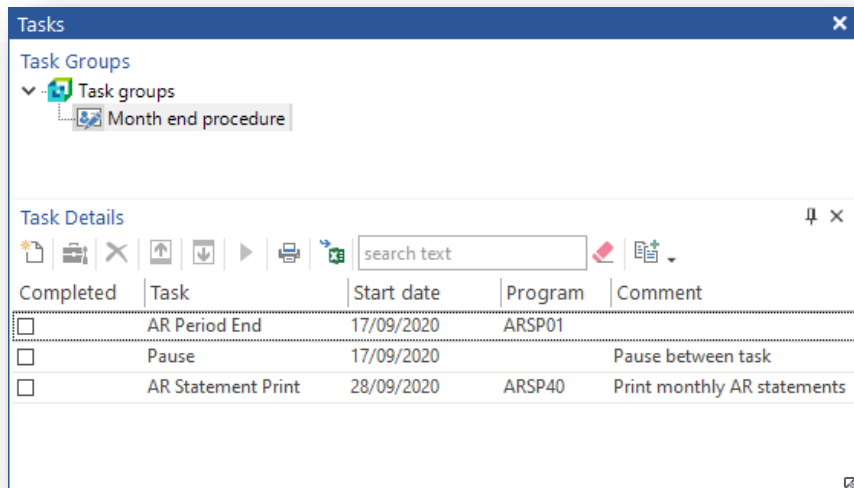 Tasks
Task Groups
Task groups
Month end procedure
Task Details
search text
Completed Task Start date Program Comment
AR Period End 17/09/2020 ARSP01
Pause 17/09/2020 Pause between task
AR Statement Print 28/09/2020 ARSP40 Print monthly AR statements